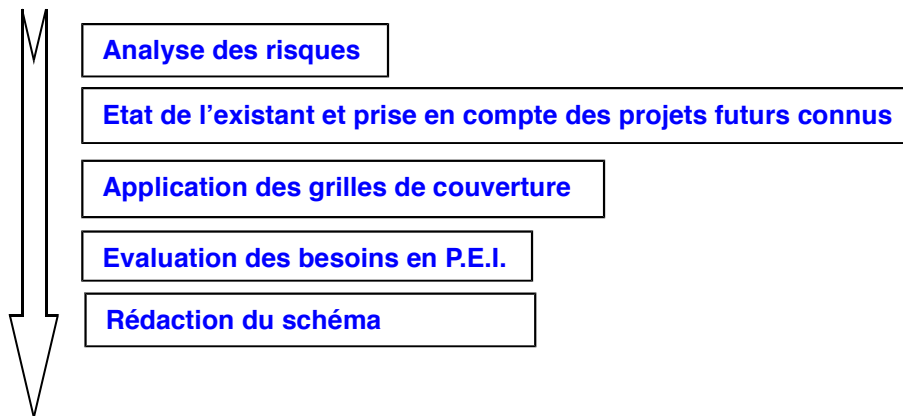 Analyse des risques
Etat de l'existant et prise en compte des projets futurs connus
Application des grilles de couverture
Evaluation des besoins en P.E.I.
Rédaction du schéma